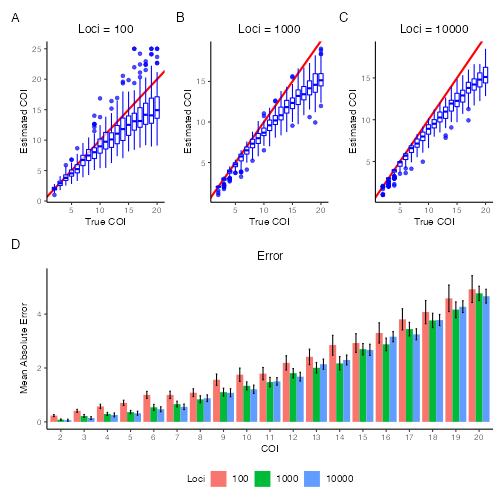 A
Loci = 100
Estimated COI
25
20
15
10
5
0
5 10 15 20
True COI
B
Loci = 1000
Estimated COI
15
10
5
5 10 15 20
True COI
C
Loci = 10000
Estimated COI
15
10
5
5 10 15 20
True COI
D
Error
Mean Absolute Error
4
2
0
2 3 4 5 6 7 8 9 10 11 12 13 14 15 16 17 18 19 20
COI
Loci 100 1000 10000